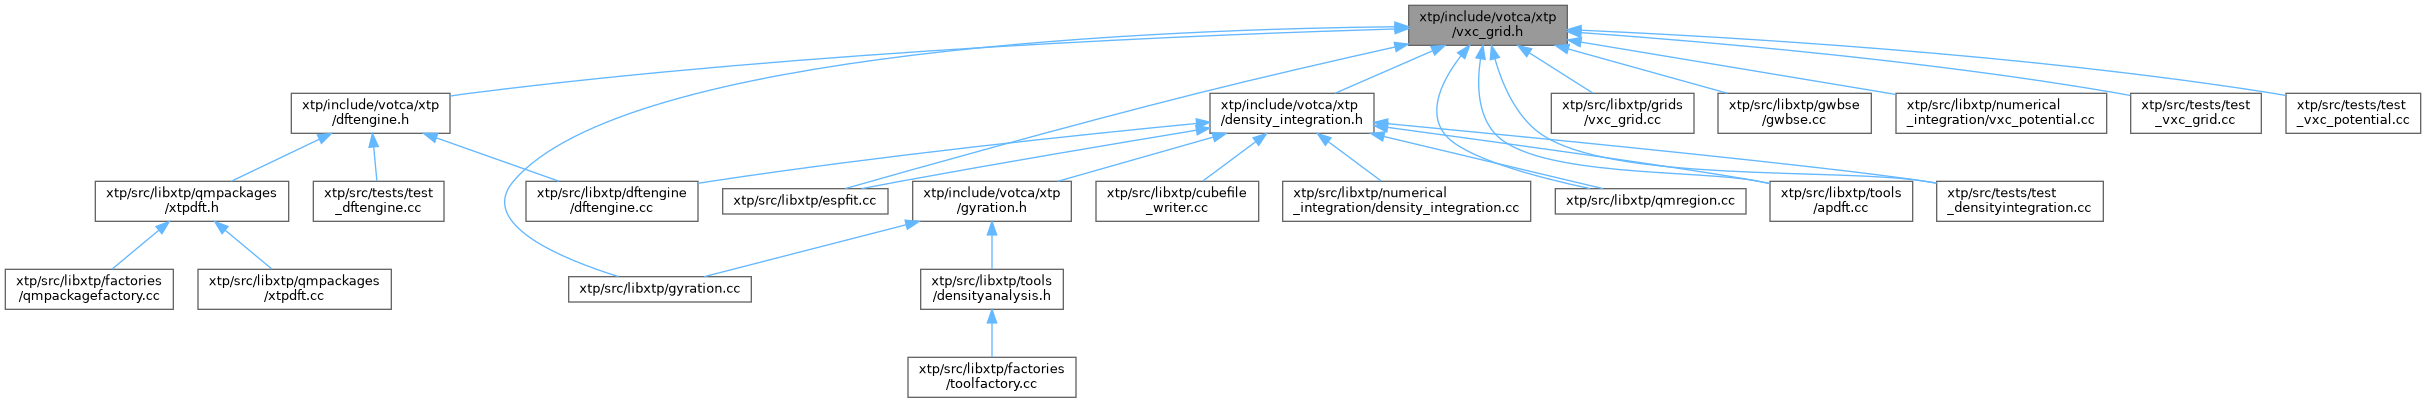 xtp/include/votca/xtp
/vxc_grid.h
xtp/include/votca/xtp
/dftengine.h
xtp/include/votca/xtp
/density_integration.h
xtp/src/libxtp/grids
/vxc_grid.cc
xtp/src/libxtp/gwbse
/gwbse.cc
xtp/src/libxtp/numerical
_integration/vxc_potential.cc
xtp/src/tests/test
_vxc_grid.cc
xtp/src/tests/test
_vxc_potential.cc
xtp/src/libxtp/qmpackages
/xtpdft.h
xtp/src/tests/test
_dftengine.cc
xtp/src/libxtp/dftengine
/dftengine.cc
xtp/src/libxtp/espfit.cc
xtp/include/votca/xtp
/gyration.h
xtp/src/libxtp/cubefile
_writer.cc
xtp/src/libxtp/numerical
_integration/density_integration.cc
xtp/src/libxtp/qmregion.cc
xtp/src/libxtp/tools
/apdft.cc
xtp/src/tests/test
_densityintegration.cc
xtp/src/libxtp/factories
/qmpackagefactory.cc
xtp/src/libxtp/qmpackages
/xtpdft.cc
xtp/src/libxtp/gyration.cc
xtp/src/libxtp/tools
/densityanalysis.h
xtp/src/libxtp/factories
/toolfactory.cc